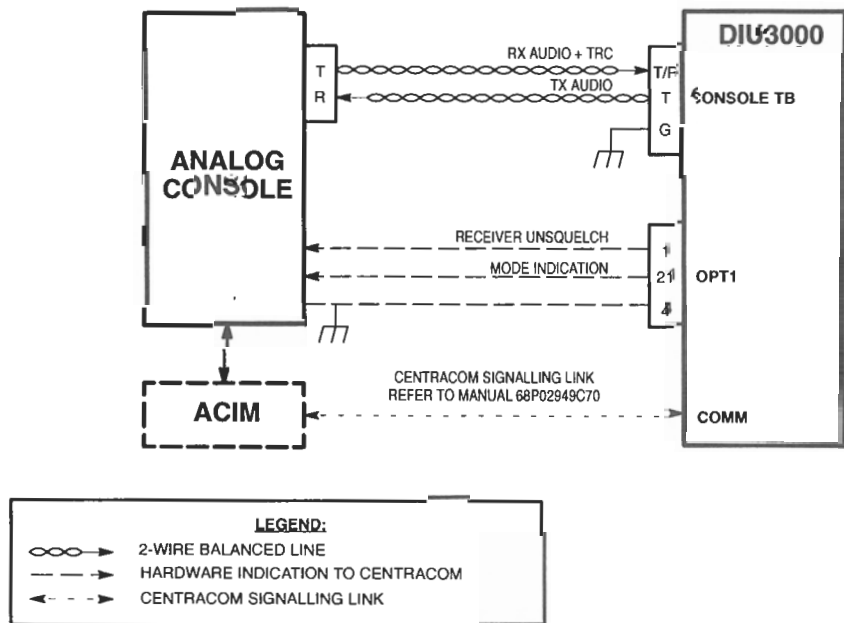 DIU3000
RX AUDIO + TRC
T T/R
TX AUDIO
R T CONSOLE TB
G
ANALOG
CONSOLE
RECEIVER UNSQUELCH
1
MODE INDICATION
21 OPT1
4
CENTRACOM SIGNALLING LINK
REFER TO MANUAL 68P02949C70
ACIM
COMM
LEGEND:
2-WIRE BALANCED LINE
HARDWARE INDICATION TO CENTRACOM
CENTRACOM SIGNALLING LINK